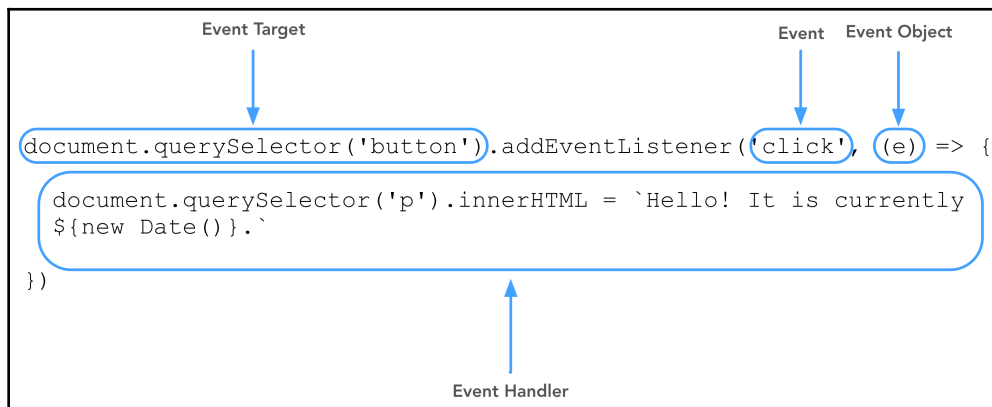 Event Target
Event
Event Object
document.querySelector('button').addEventListener('click', (e) => {
document.querySelector('p').innerHTML = `Hello! It is currently
${new Date()}.`
})
Event Handler